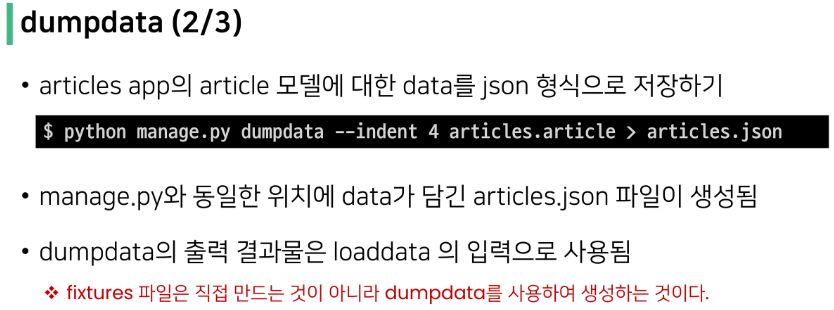 dumpdata (2/3)
• articles app의 article 모델에 대한 data를 json 형식으로 저장하기
$ python manage.py dumpdata --indent 4 articles.article > articles.json
• manage.py와 동일한 위치에 data가 담긴 articles.json 파일이 생성됨
• dumpdata의 출력 결과물은 loaddata 의 입력으로 사용됨
❖ fixtures 파일은 직접 만드는 것이 아니라 dumpdata를 사용하여 생성하는 것이다.